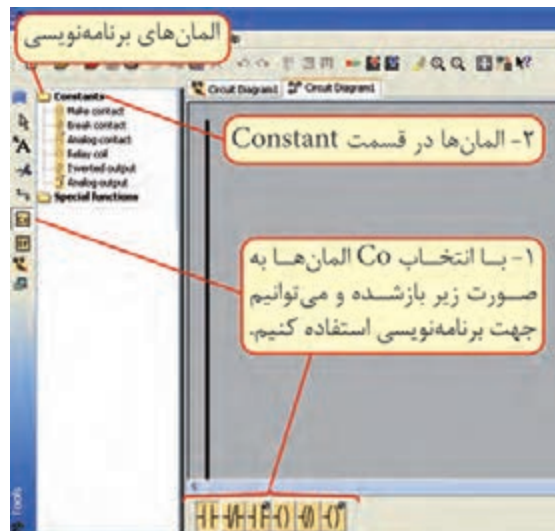 المان‌های برنامه‌نویسی
Circuit Diagram1 Circuit Diagram1
Constants
Make contact
Break contact
Analog contact
Relay coil
Inverted output
Analog output
Special functions
۲- المان‌ها در قسمت Constant
۱- با انتخاب Co المان‌ها به
صورت زیر بازشده و می‌توانیم
جهت برنامه‌نویسی استفاده کنیم.
Tools